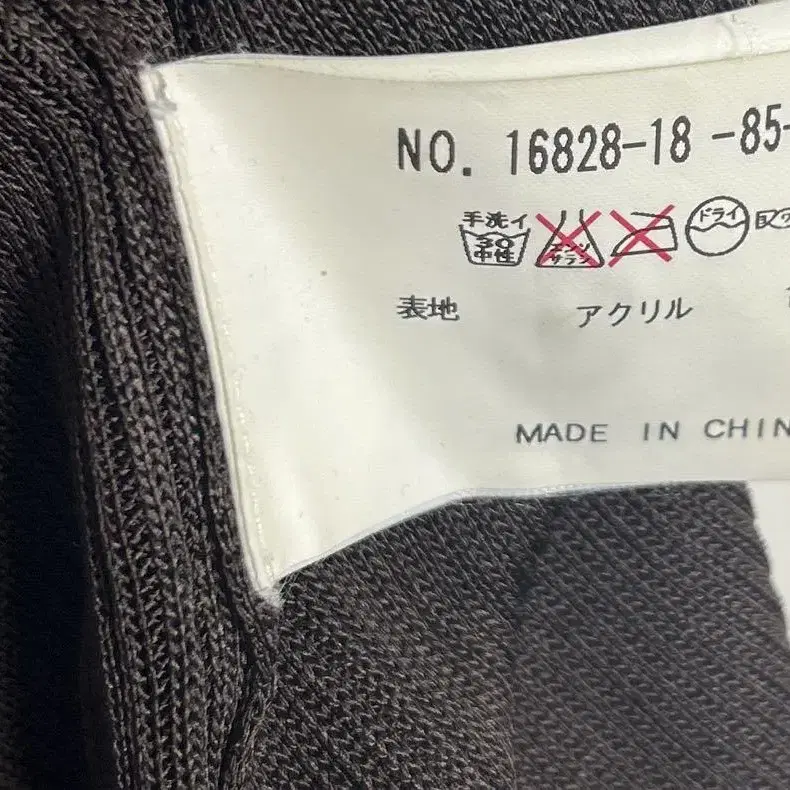 NO. 16828-18 -85-
手洗イ 30 中性 エンソ サラシ ドライ
表地 アクリル
MADE IN CHIN